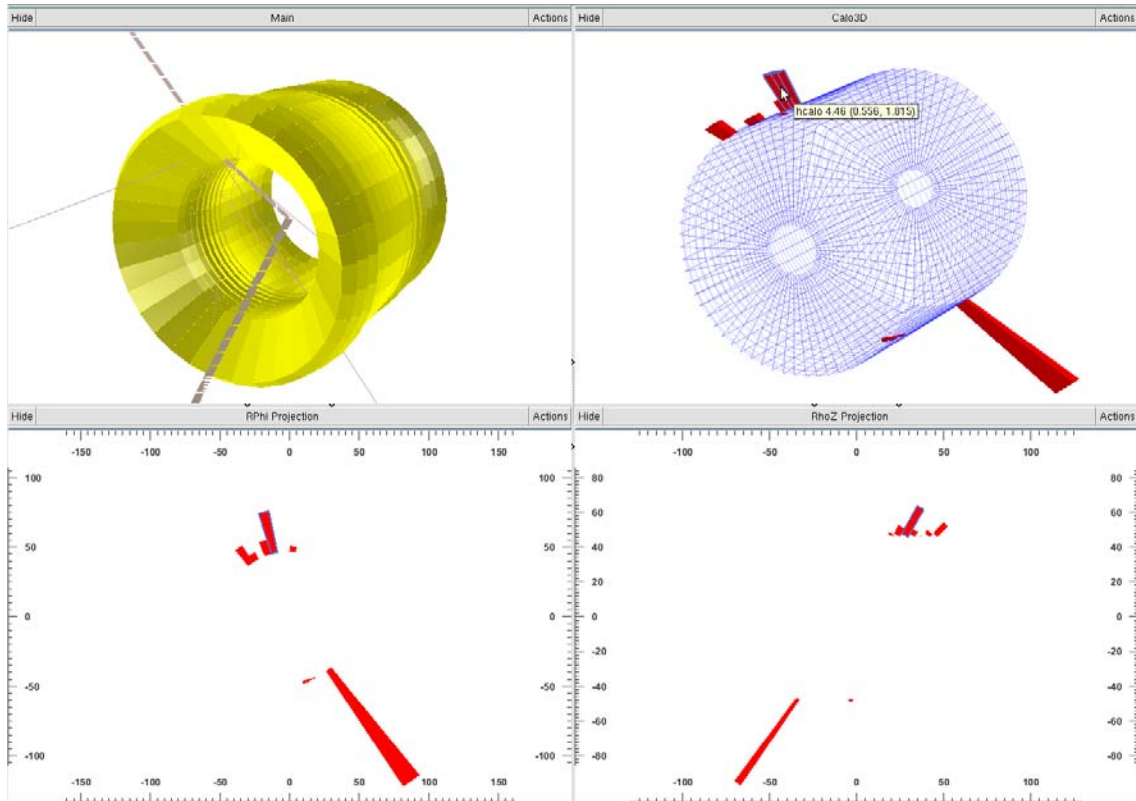 Hide Main Actions
Hide Calo3D Actions
hcalo 4.46 (0.556, 1.815)
Hide RPhi Projection Actions
-150 -100 -50 0 50 100 150
100 100
50 50
0 0
-50 -50
-100 -100
-150 -100 -50 0 50 100 150
Hide RhoZ Projection Actions
-100 -50 0 50 100
80 80
60 60
40 40
20 20
0 0
-20 -20
-40 -40
-60 -60
-80 -80
-100 -50 0 50 100